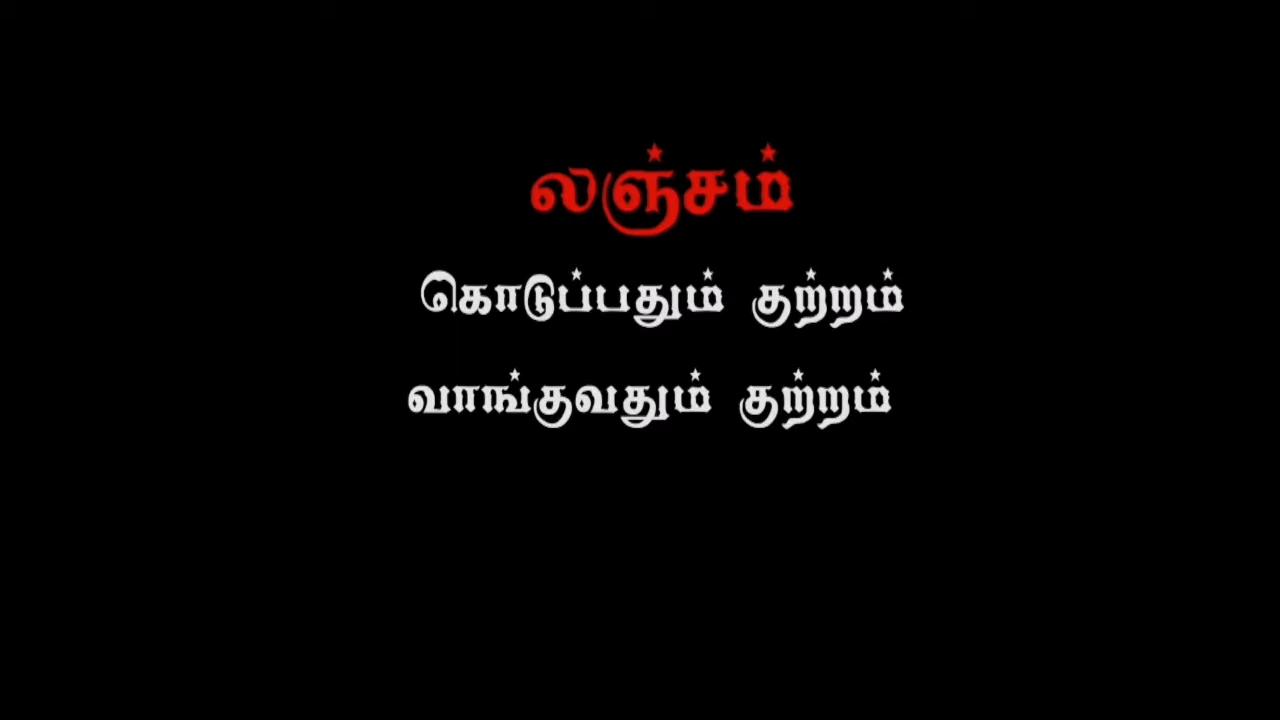 லஞ்சம்
கொடுப்பதும் குற்றம்
வாங்குவதும் குற்றம்